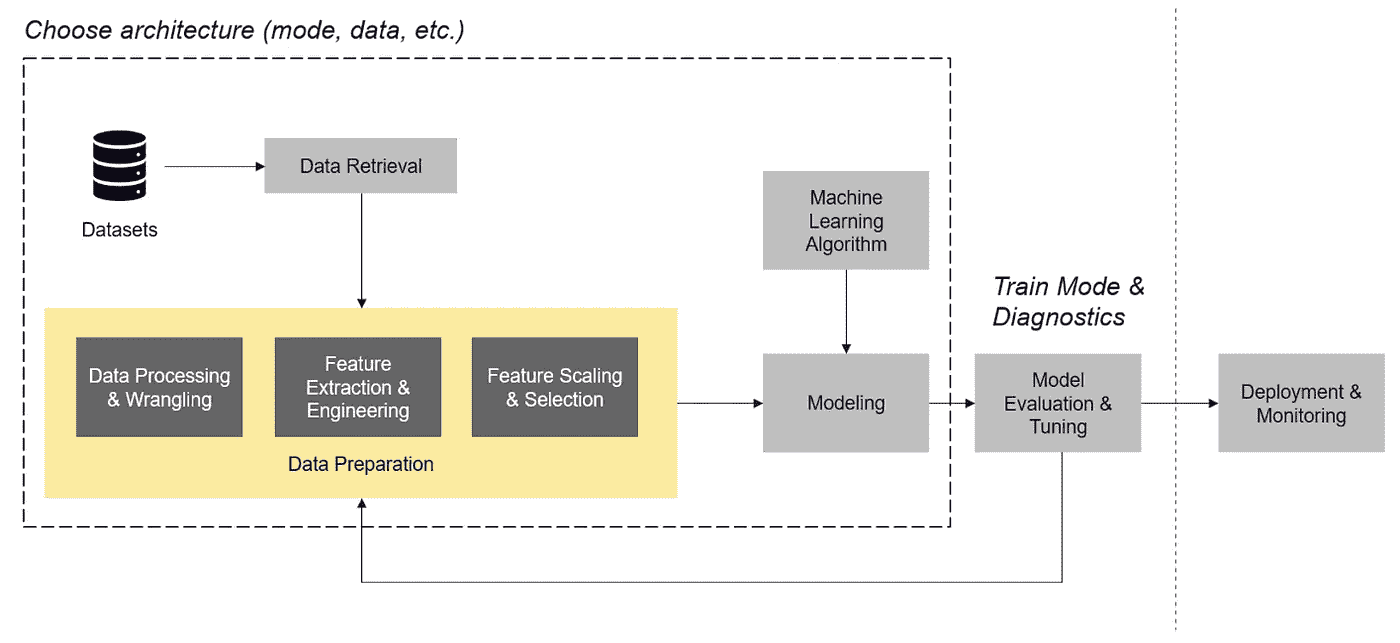 Choose architecture (mode, data, etc.)
Data Retrieval
Datasets
Machine
Learning
Algorithm
Train Mode &
Diagnostics
Data Processing
& Wrangling
Feature
Extraction &
Engineering
Feature Scaling
& Selection
Data Preparation
Modeling
Model
Evaluation &
Tuning
Deployment &
Monitoring